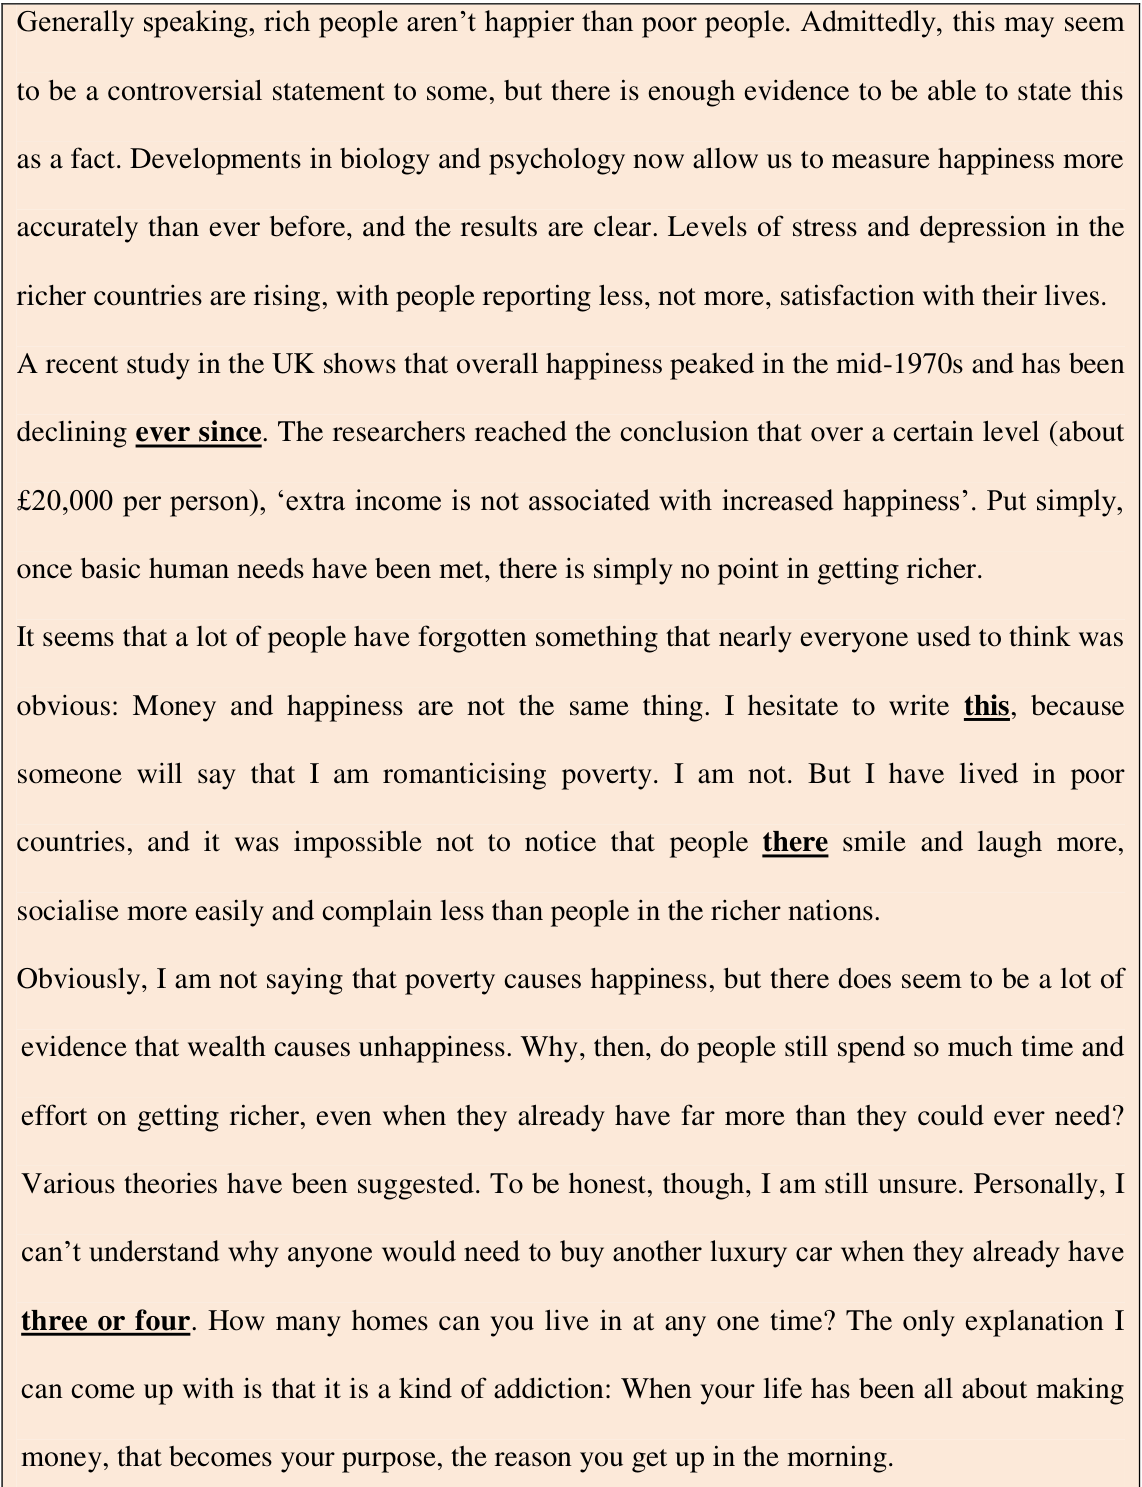 Generally speaking, rich people aren’t happier than poor people. Admittedly, this may seem
to be a controversial statement to some, but there is enough evidence to be able to state this
as a fact. Developments in biology and psychology now allow us to measure happiness more
accurately than ever before, and the results are clear. Levels of stress and depression in the
richer countries are rising, with people reporting less, not more, satisfaction with their lives.
A recent study in the UK shows that overall happiness peaked in the mid-1970s and has been
declining ever since. The researchers reached the conclusion that over a certain level (about
£20,000 per person), ‘extra income is not associated with increased happiness’. Put simply,
once basic human needs have been met, there is simply no point in getting richer.
It seems that a lot of people have forgotten something that nearly everyone used to think was
obvious: Money and happiness are not the same thing. I hesitate to write this, because
someone will say that I am romanticising poverty. I am not. But I have lived in poor
countries, and it was impossible not to notice that people there smile and laugh more,
socialise more easily and complain less than people in the richer nations.
Obviously, I am not saying that poverty causes happiness, but there does seem to be a lot of
evidence that wealth causes unhappiness. Why, then, do people still spend so much time and
effort on getting richer, even when they already have far more than they could ever need?
Various theories have been suggested. To be honest, though, I am still unsure. Personally, I
can’t understand why anyone would need to buy another luxury car when they already have
three or four. How many homes can you live in at any one time? The only explanation I
can come up with is that it is a kind of addiction: When your life has been all about making
money, that becomes your purpose, the reason you get up in the morning.